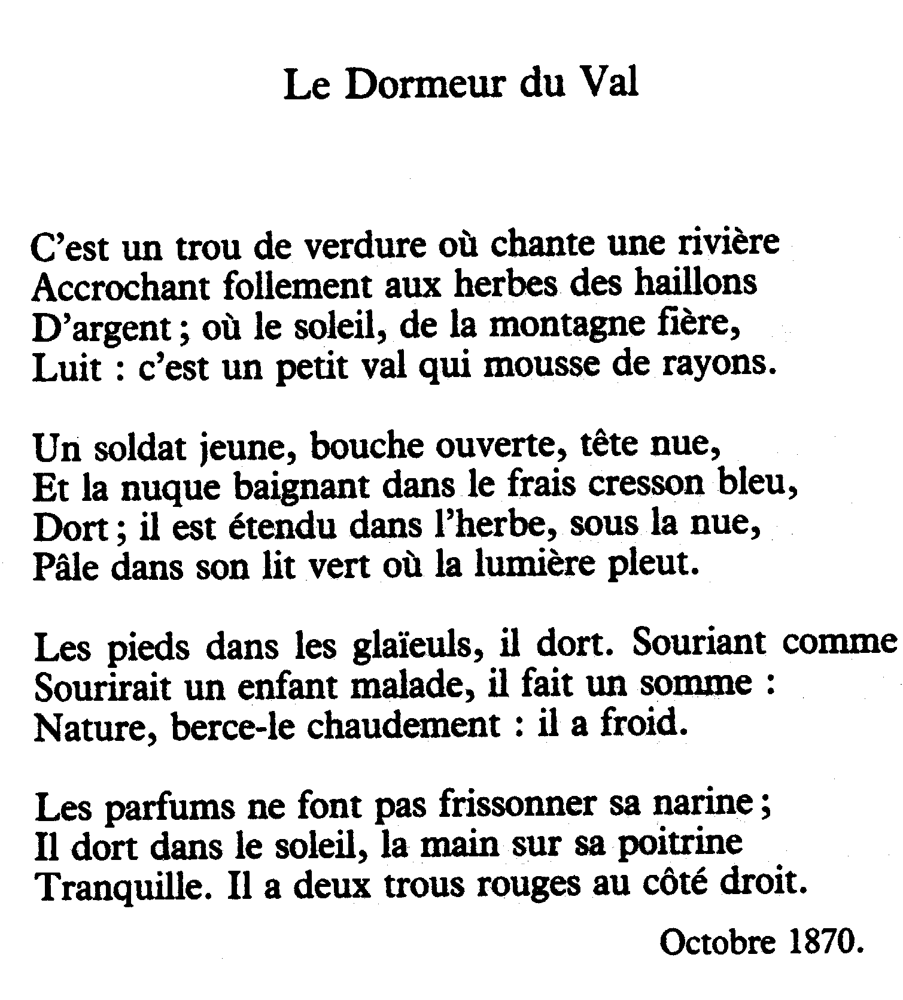 Le Dormeur du Val
C’est un trou de verdure où chante une rivière
Accrochant follement aux herbes des haillons
D’argent ; où le soleil, de la montagne fière,
Luit : c’est un petit val qui mousse de rayons.
Un soldat jeune, bouche ouverte, tête nue,
Et la nuque baignant dans le frais cresson bleu,
Dort ; il est étendu dans l’herbe, sous la nue,
Pâle dans son lit vert où la lumière pleut.
Les pieds dans les glaïeuls, il dort. Souriant comme
Sourirait un enfant malade, il fait un somme :
Nature, berce-le chaudement : il a froid.
Les parfums ne font pas frissonner sa narine ;
Il dort dans le soleil, la main sur sa poitrine
Tranquille. Il a deux trous rouges au côté droit.
Octobre 1870.